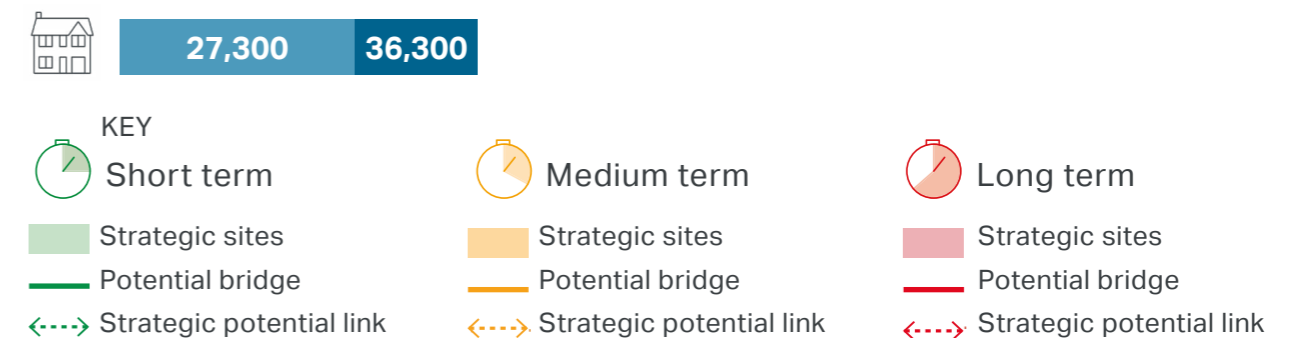 27,300 36,300
KEY
Short term Medium term Long term
Strategic sites Strategic sites Strategic sites
Potential bridge Potential bridge Potential bridge
Strategic potential link Strategic potential link Strategic potential link